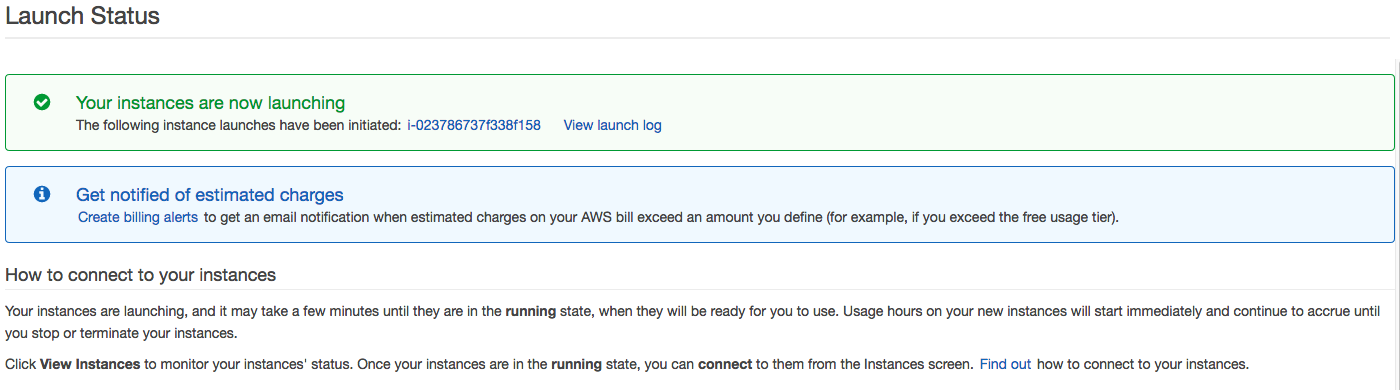 Launch Status
Your instances are now launching
The following instance launches have been initiated: i-023786737f338f158 View launch log
Get notified of estimated charges
Create billing alerts to get an email notification when estimated charges on your AWS bill exceed an amount you define (for example, if you exceed the free usage tier).
How to connect to your instances
Your instances are launching, and it may take a few minutes until they are in the running state, when they will be ready for you to use. Usage hours on your new instances will start immediately and continue to accrue until
you stop or terminate your instances.
Click View Instances to monitor your instances' status. Once your instances are in the running state, you can connect to them from the Instances screen. Find out how to connect to your instances.